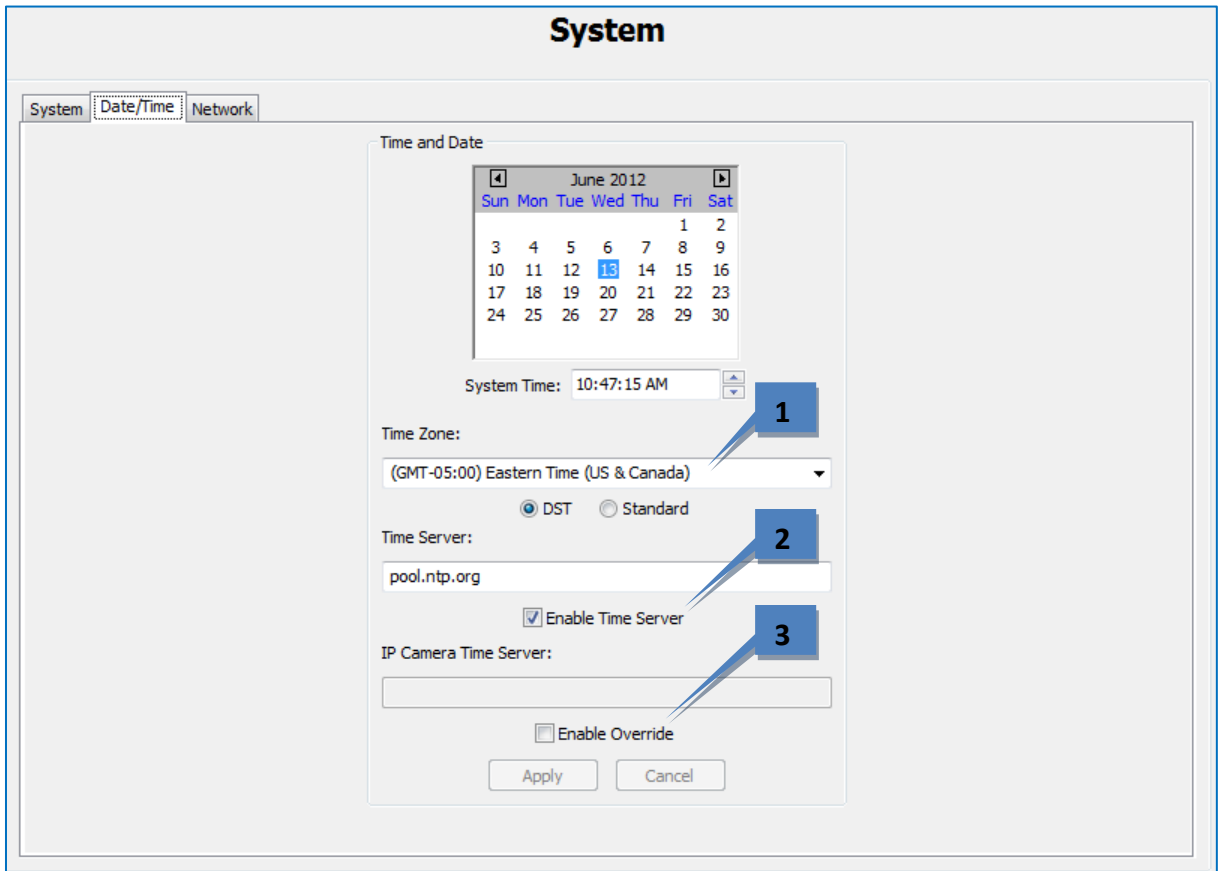 System
System Date/Time Network
Time and Date
June 2012
Sun Mon Tue Wed Thu Fri Sat
1 2
3 4 5 6 7 8 9
10 11 12 13 14 15 16
17 18 19 20 21 22 23
24 25 26 27 28 29 30
System Time: 10:47:15 AM
1
Time Zone:
(GMT-05:00) Eastern Time (US & Canada)
DST Standard
Time Server:
2
pool.ntp.org
Enable Time Server
3
IP Camera Time Server:
Enable Override
Apply Cancel